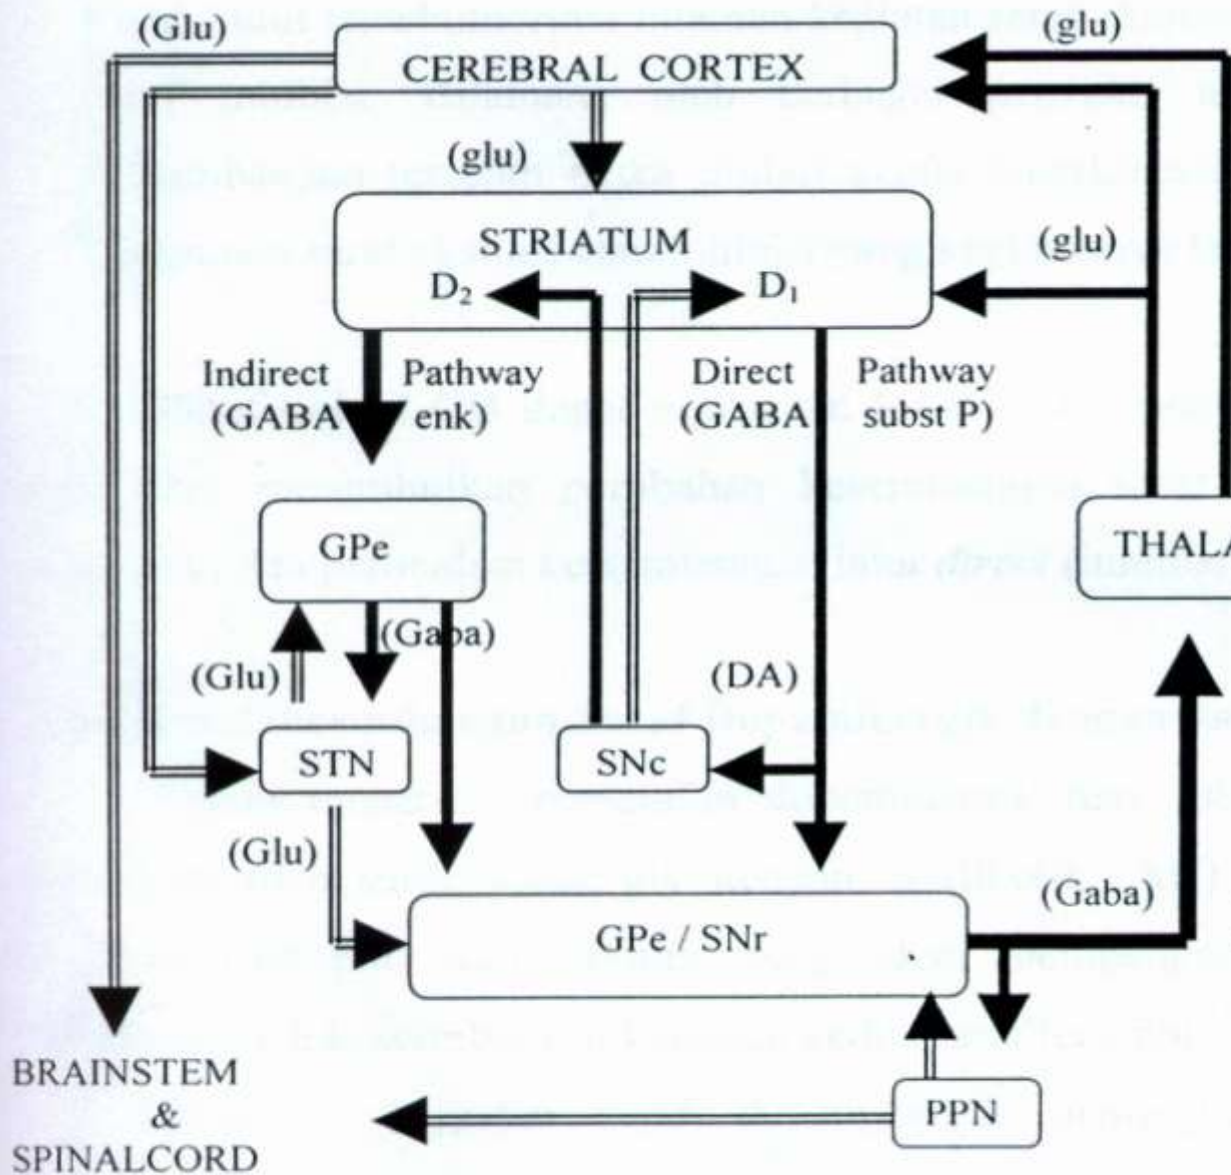 (Glu)
CEREBRAL CORTEX
(glu)
(glu)
STRIATUM
(glu)
D₂
D₁
Indirect Pathway
(GABA enk)
Direct Pathway
(GABA subst P)
GPe
THALA
(Gaba)
(Glu)
(DA)
STN
SNc
(Glu)
(Gaba)
GPe / SNr
BRAINSTEM
&
SPINALCORD
PPN